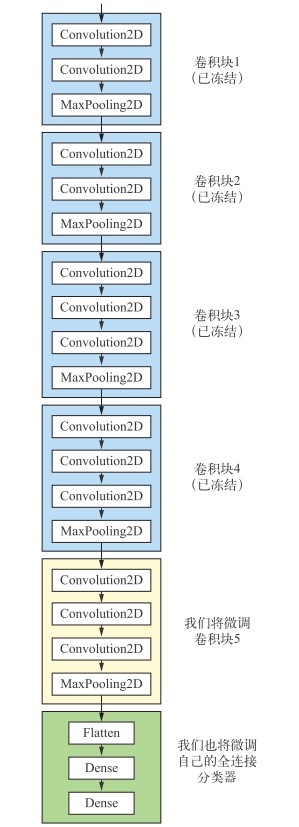 Convolution2D
Convolution2D
MaxPooling2D
卷积块1
（已冻结）
Convolution2D
Convolution2D
MaxPooling2D
卷积块2
（已冻结）
Convolution2D
Convolution2D
Convolution2D
MaxPooling2D
卷积块3
（已冻结）
Convolution2D
Convolution2D
Convolution2D
MaxPooling2D
卷积块4
（已冻结）
Convolution2D
Convolution2D
Convolution2D
MaxPooling2D
我们将微调
卷积块5
Flatten
Dense
Dense
我们也将微调
自己的全连接
分类器